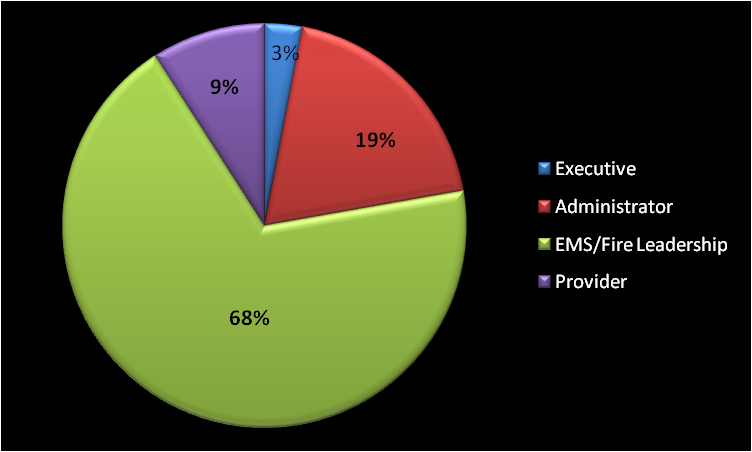 3%
9%
19%
Executive
Administrator
EMS/Fire Leadership
Provider
68%